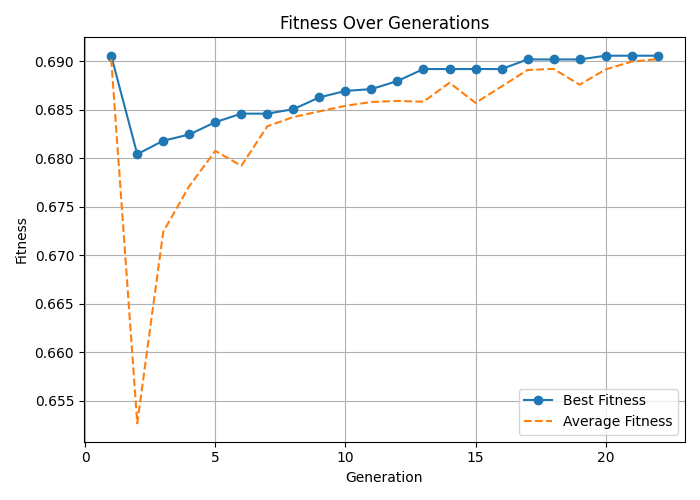 Fitness Over Generations
Fitness
0.690
0.685
0.680
0.675
0.670
0.665
0.660
0.655
0 5 10 15 20
Generation
Best Fitness
Average Fitness